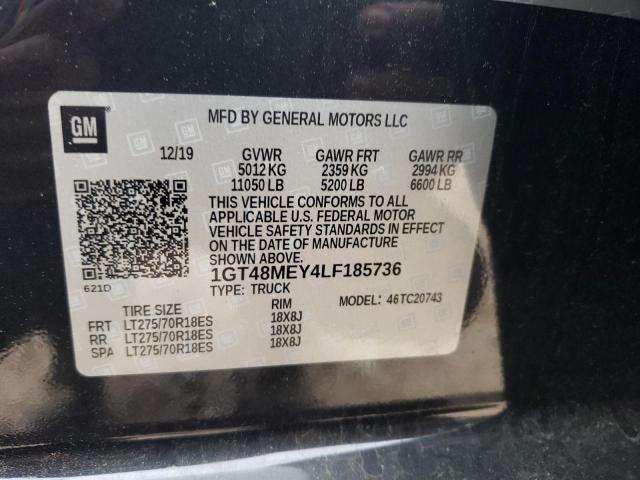 GM
MFD BY GENERAL MOTORS LLC
12/19 GVWR GAWR FRT GAWR RR
5012 KG 2359 KG 2994 KG
11050 LB 5200 LB 6600 LB
THIS VEHICLE CONFORMS TO ALL
APPLICABLE U.S. FEDERAL MOTOR
VEHICLE SAFETY STANDARDS IN EFFECT
ON THE DATE OF MANUFACTURE
SHOWN ABOVE.
1GT48MEY4LF185736
621D
TYPE: TRUCK MODEL: 46TC20743
TIRE SIZE RIM
FRT LT275/70R18ES 18X8J
RR LT275/70R18ES 18X8J
SPA LT275/70R18ES 18X8J